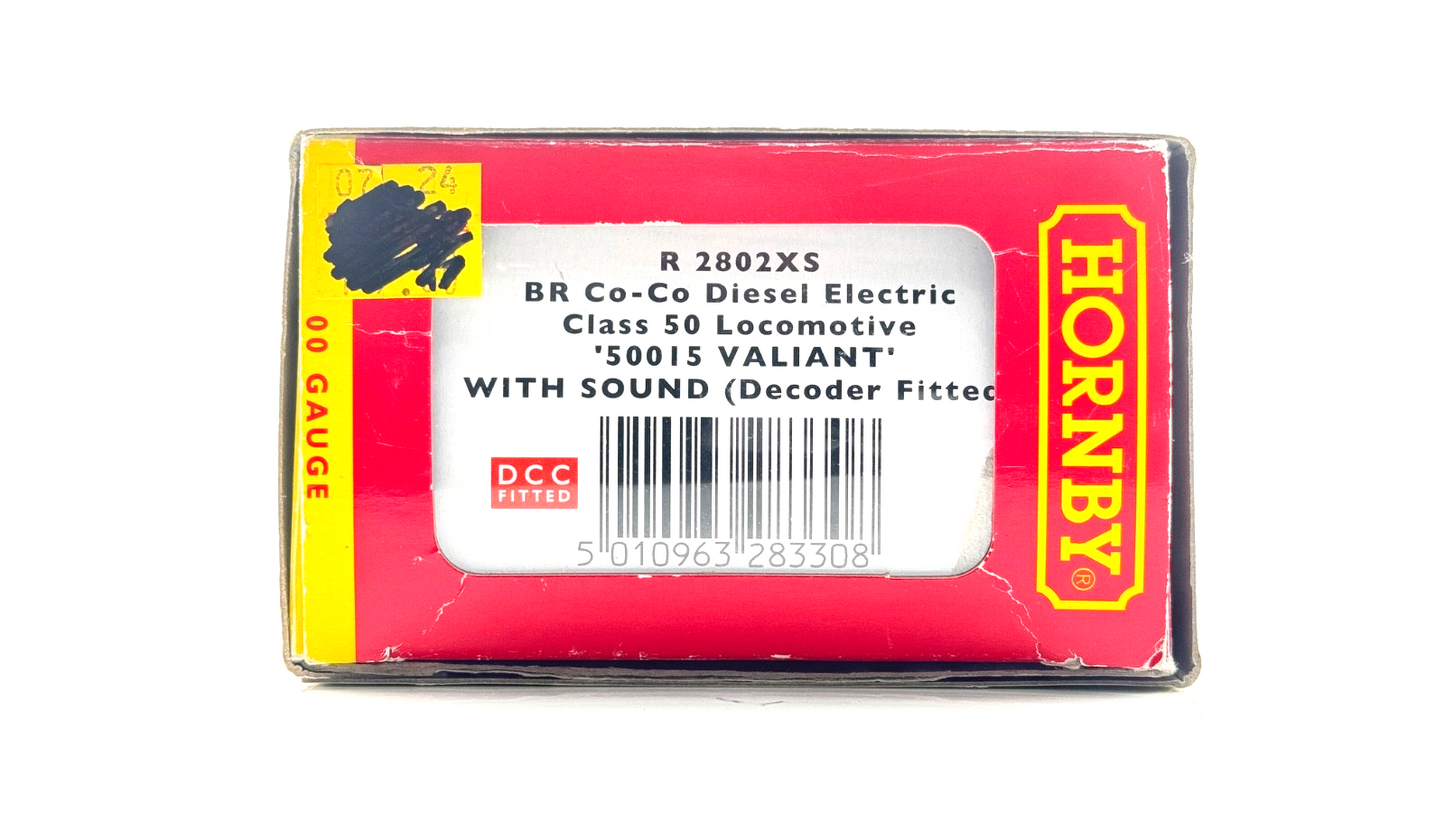 07 24
R 2802XS
BR Co-Co Diesel Electric
Class 50 Locomotive
'50015 VALIANT'
WITH SOUND (Decoder Fitted
DCC
FITTED
5 010963 283308
00 GAUGE
HORNBY®